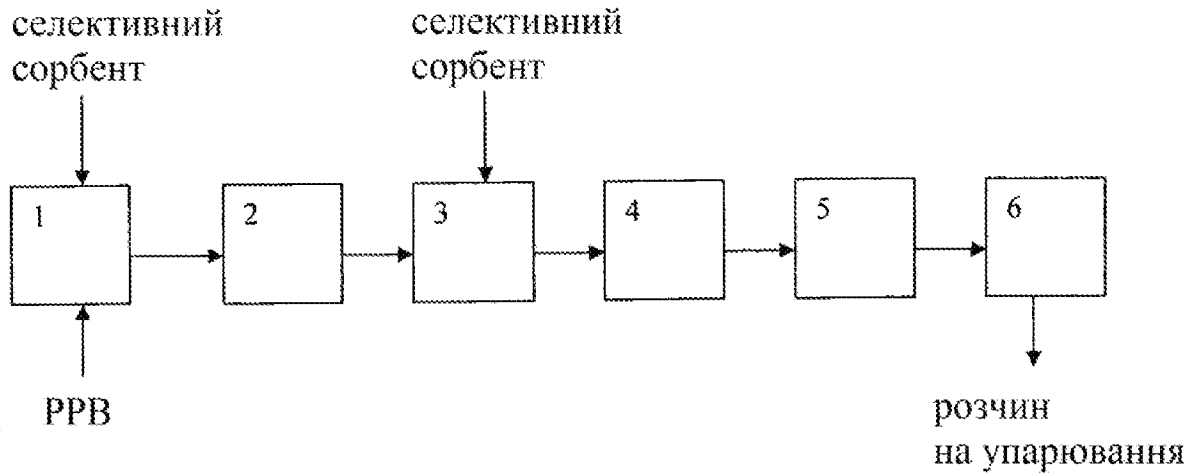 селективний
сорбент
селективний
сорбент
1
2
3
4
5
6
РРВ
розчин
на упарювання